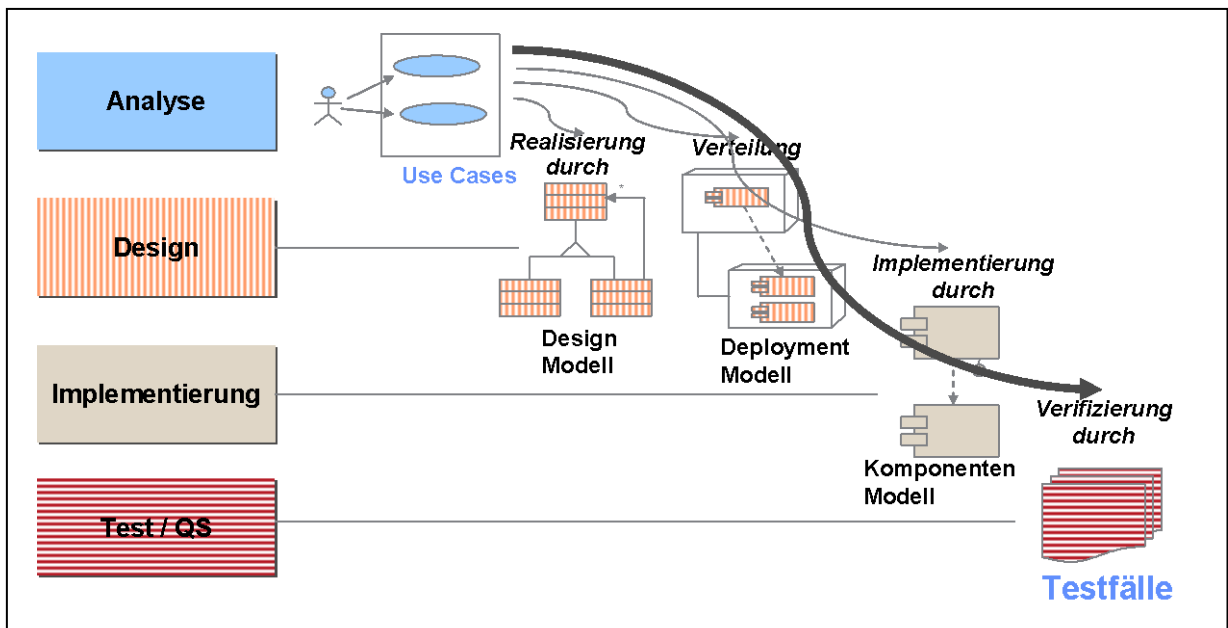 Analyse
Use Cases
Realisierung
durch
Verteilung
*
Design
Implementierung
durch
Design
Modell
Deployment
Modell
Implementierung
Verifizierung
durch
Komponenten
Modell
Test / QS
Testfälle